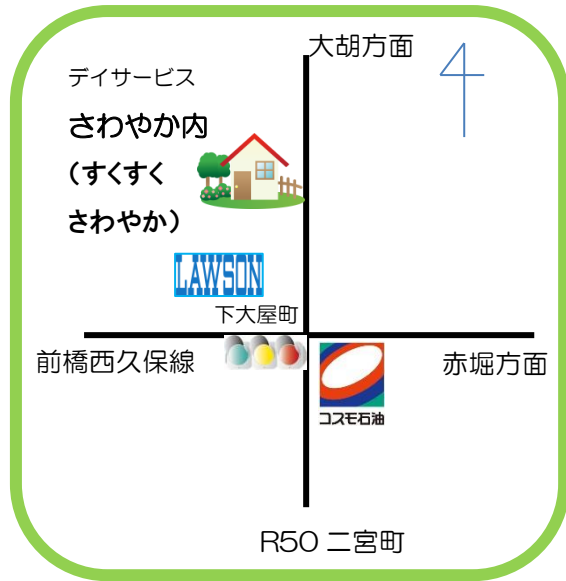 大胡方面
デイサービス
さわやか内
（すくすく
さわやか）
LAWSON
下大屋町
前橋西久保線
赤堀方面
コスモ石油
R50 二宮町